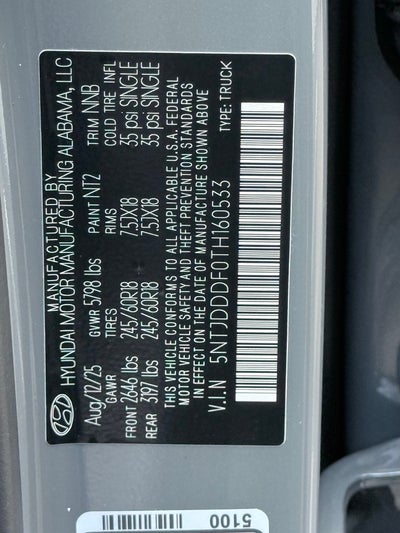 MANUFACTURED BY
HYUNDAI MOTOR MANUFACTURING ALABAMA, LLC
Aug/12/25 GVWR 5798 lbs PAINT NT2 TRIM NNB
GAWR TIRES RIMS COLD TIRE INFL
FRONT 2646 lbs 245/60R18 7.5JX18 35 psi SINGLE
REAR 3197 lbs 245/60R18 7.5JX18 35 psi SINGLE
THIS VEHICLE CONFORMS TO ALL APPLICABLE U.S.A. FEDERAL
MOTOR VEHICLE SAFETY AND THEFT PREVENTION STANDARDS
IN EFFECT ON THE DATE OF MANUFACTURE SHOWN ABOVE
V.I.N 5NTJDDDF0TH160533 TYPE: TRUCK
5100